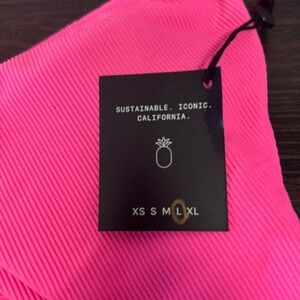 SUSTAINABLE. ICONIC.
CALIFORNIA.
XS S M L XL